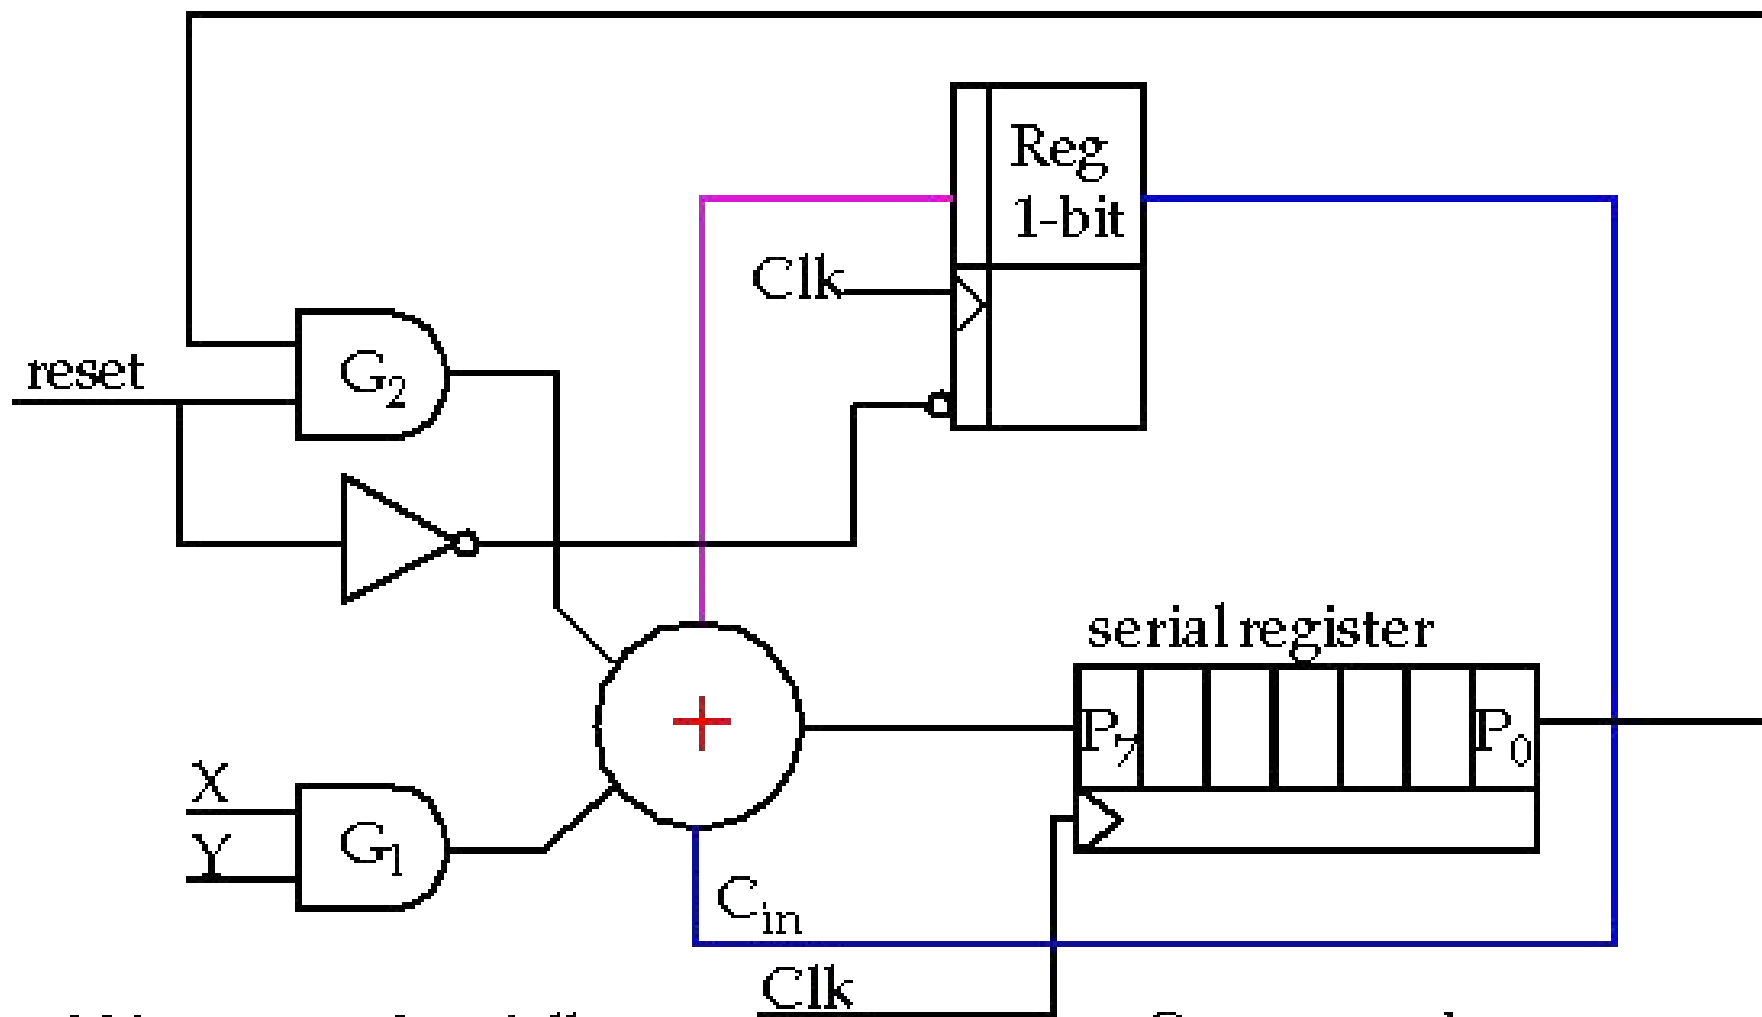 Reg
1-bit
Clk
reset
G2
serial register
P7
P0
X
Y
G1
Cin
Clk